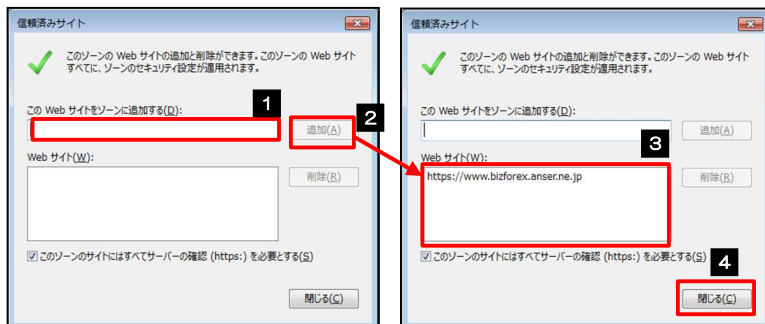 信頼済みサイト
このゾーンの Web サイトの追加と削除ができます。このゾーンの Web サイト
すべてに、ゾーンのセキュリティ設定が適用されます。
この Web サイトをゾーンに追加する(D):
1
追加(A)
2
Web サイト(W):
削除(R)
このゾーンのサイトにはすべてサーバーの確認 (https:) を必要とする(S)
閉じる(C)
信頼済みサイト
このゾーンの Web サイトの追加と削除ができます。このゾーンの Web サイト
すべてに、ゾーンのセキュリティ設定が適用されます。
この Web サイトをゾーンに追加する(D):
追加(A)
3
Web サイト(W):
https://www.bizforex.anser.ne.jp
削除(R)
このゾーンのサイトにはすべてサーバーの確認 (https:) を必要とする(S)
4
閉じる(C)